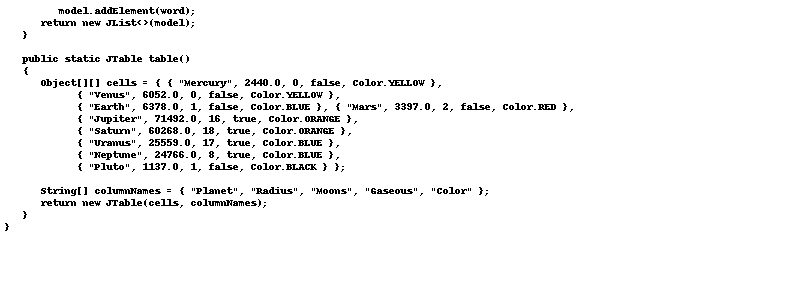 model.addElement(word);
return new JList<>(model);
}
public static JTable table()
{
Object[][] cells = { { "Mercury", 2440.0, 0, false, Color.YELLOW },
{ "Venus", 6052.0, 0, false, Color.YELLOW },
{ "Earth", 6378.0, 1, false, Color.BLUE }, { "Mars", 3397.0, 2, false, Color.RED },
{ "Jupiter", 71492.0, 16, true, Color.ORANGE },
{ "Saturn", 60268.0, 18, true, Color.ORANGE },
{ "Uranus", 25559.0, 17, true, Color.BLUE },
{ "Neptune", 24766.0, 8, true, Color.BLUE },
{ "Pluto", 1137.0, 1, false, Color.BLACK } };
String[] columnNames = { "Planet", "Radius", "Moons", "Gaseous", "Color" };
return new JTable(cells, columnNames);
}
}